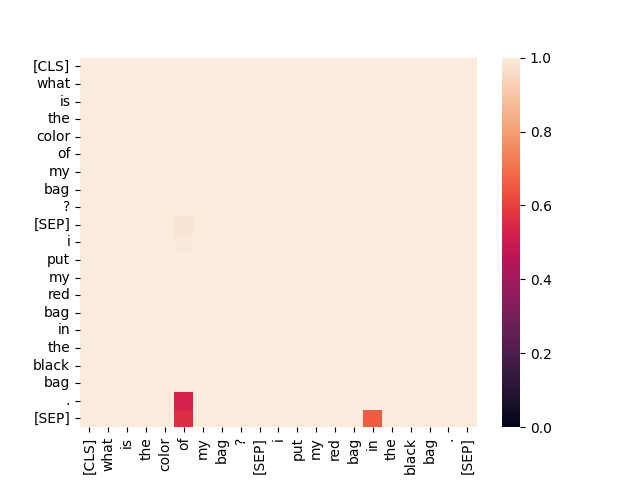 [CLS]
what
is
the
color
of
my
bag
?
[SEP]
i
put
my
red
bag
in
the
black
bag
.
[SEP]
[CLS] what is the color of my bag ? [SEP] i put my red bag in the black bag . [SEP]
1.0
0.8
0.6
0.4
0.2
0.0